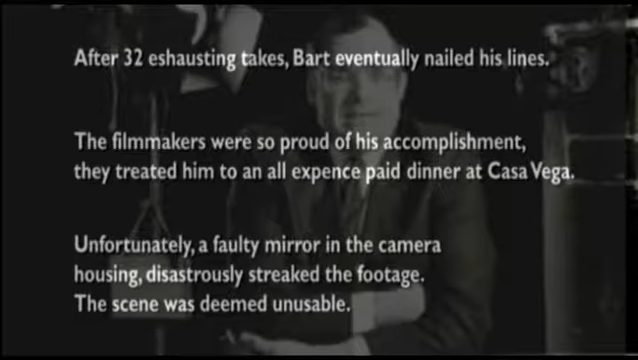 After 32 eshausting takes, Bart eventually nailed his lines.
The filmmakers were so proud of his accomplishment,
they treated him to an all expence paid dinner at Casa Vega.
Unfortunately, a faulty mirror in the camera
housing, disastrously streaked the footage.
The scene was deemed unusable.